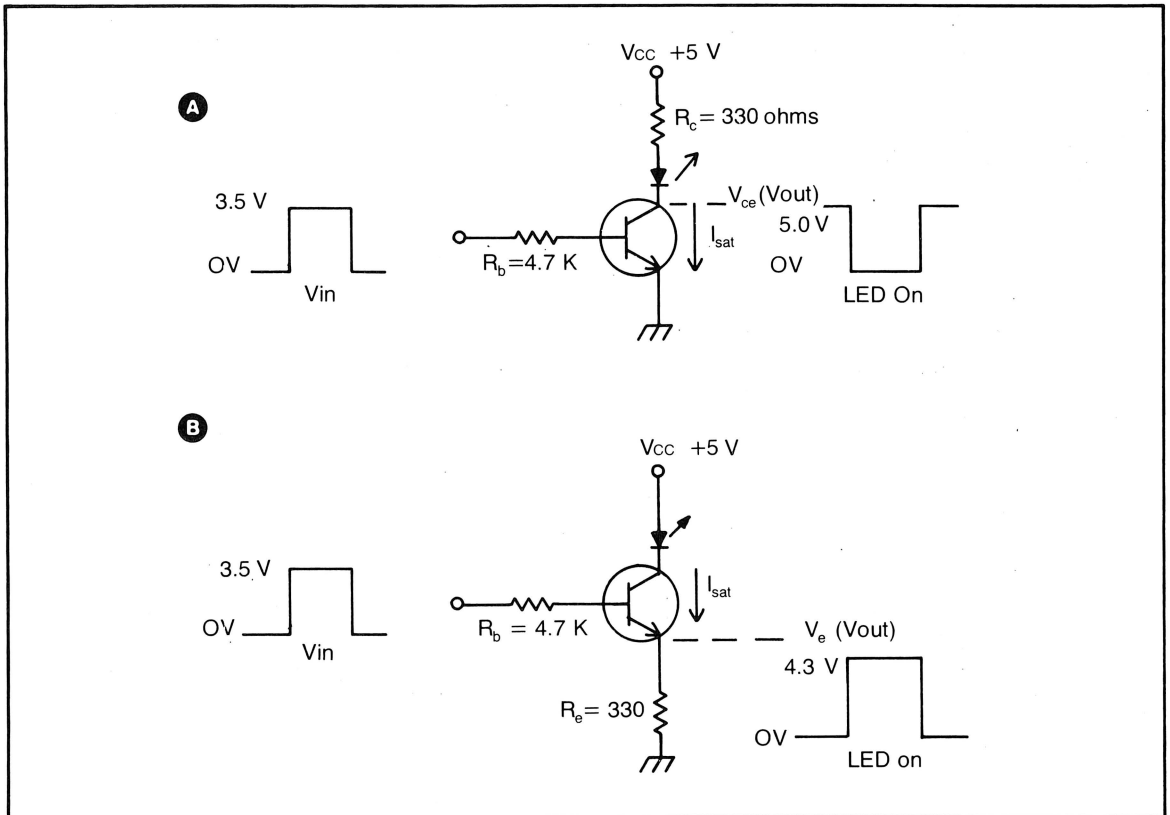 A
Vcc +5 V
Rc = 330 ohms
3.5 V
OV
Vin
Rb=4.7 K
Vce (Vout)
Isat
5.0 V
OV
LED On
B
Vcc +5 V
3.5 V
OV
Vin
Rb = 4.7 K
Isat
Ve (Vout)
4.3 V
Re= 330
OV
LED on